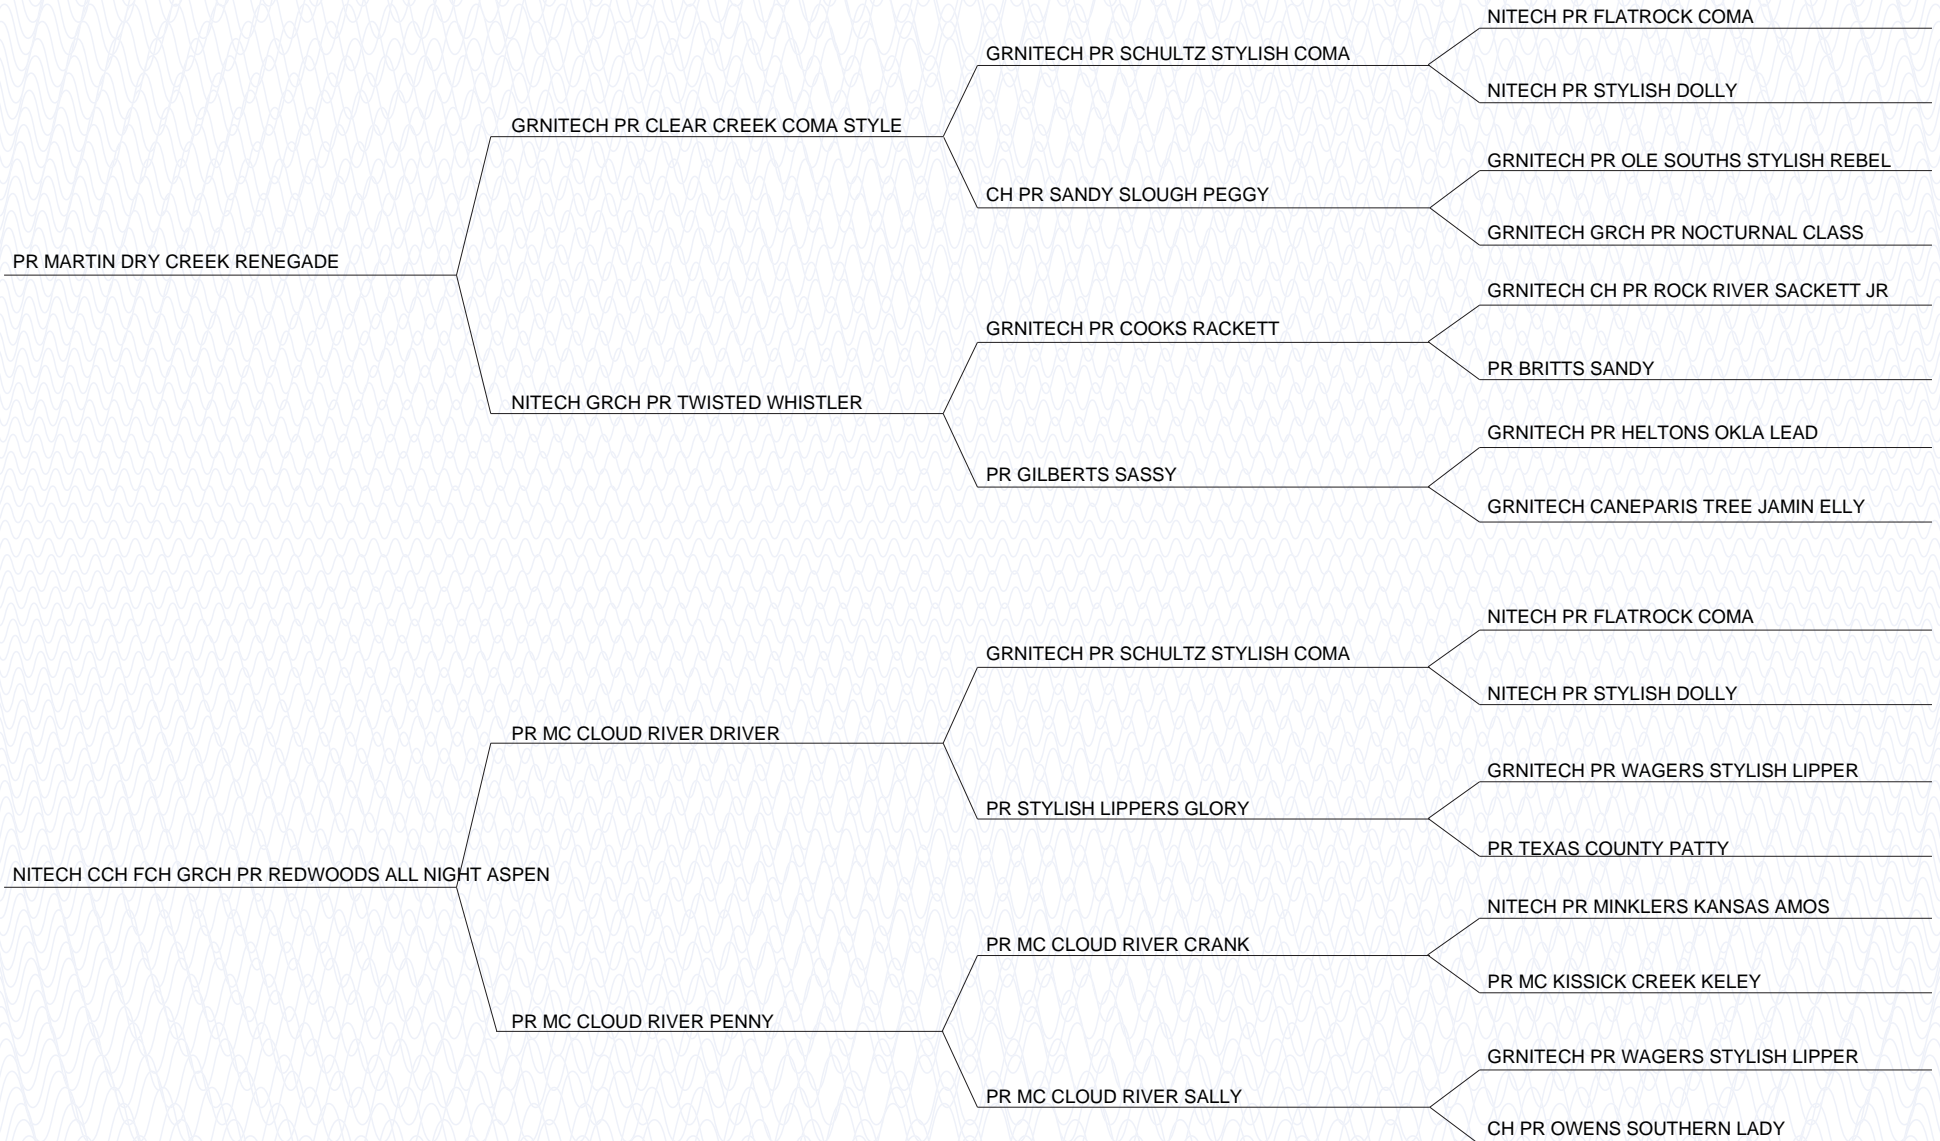 NITECH PR FLATROCK COMA
GRNITECH PR SCHULTZ STYLISH COMA
NITECH PR STYLISH DOLLY
GRNITECH PR CLEAR CREEK COMA STYLE
GRNITECH PR OLE SOUTHS STYLISH REBEL
CH PR SANDY SLOUGH PEGGY
GRNITECH GRCH PR NOCTURNAL CLASS
PR MARTIN DRY CREEK RENEGADE
GRNITECH CH PR ROCK RIVER SACKETT JR
GRNITECH PR COOKS RACKETT
PR BRITTS SANDY
NITECH GRCH PR TWISTED WHISTLER
GRNITECH PR HELTONS OKLA LEAD
PR GILBERTS SASSY
GRNITECH CANEPARIS TREE JAMIN ELLY
NITECH PR FLATROCK COMA
GRNITECH PR SCHULTZ STYLISH COMA
NITECH PR STYLISH DOLLY
PR MC CLOUD RIVER DRIVER
GRNITECH PR WAGERS STYLISH LIPPER
PR STYLISH LIPPERS GLORY
PR TEXAS COUNTY PATTY
NITECH CCH FCH GRCH PR REDWOODS ALL NIGHT ASPEN
NITECH PR MINKLERS KANSAS AMOS
PR MC CLOUD RIVER CRANK
PR MC KISSICK CREEK KELEY
PR MC CLOUD RIVER PENNY
GRNITECH PR WAGERS STYLISH LIPPER
PR MC CLOUD RIVER SALLY
CH PR OWENS SOUTHERN LADY